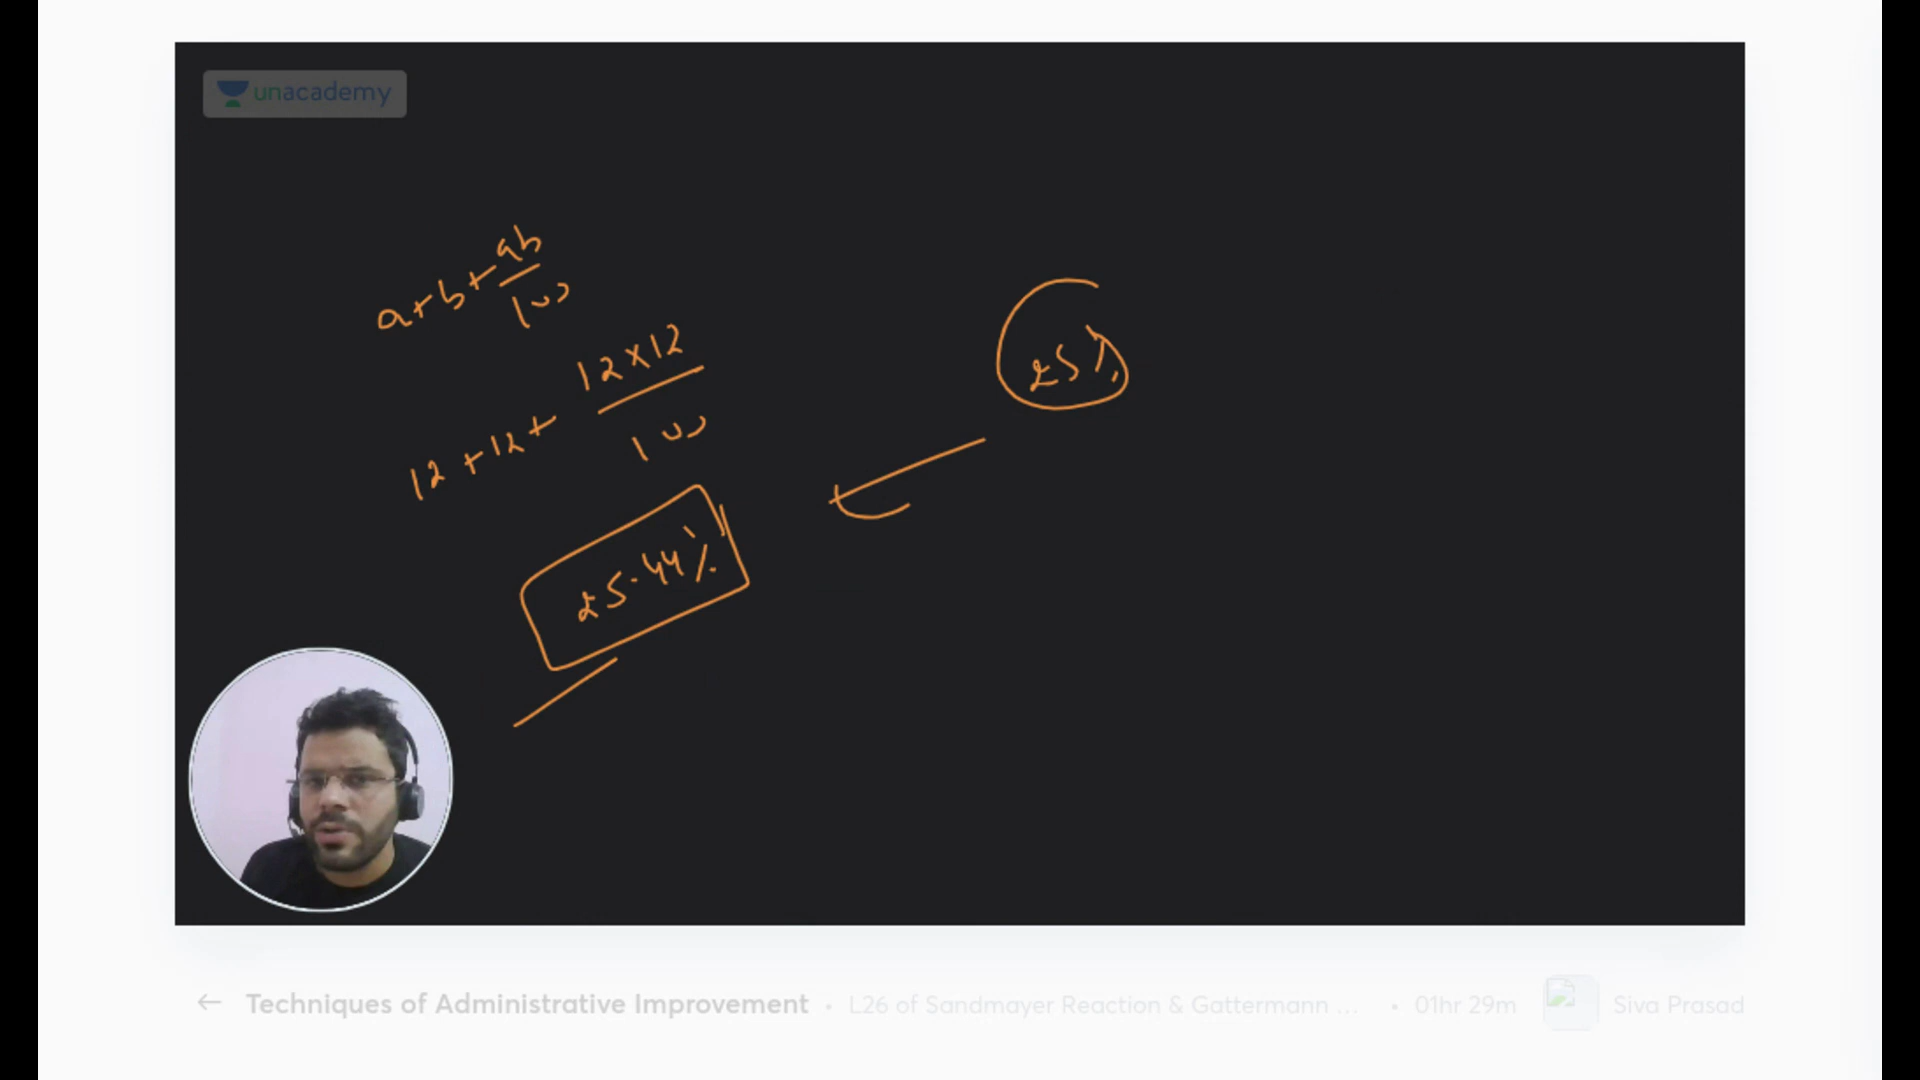 unacademy
a+b+ab/100
12+12+ 12×12/100
25%
25.44%
Techniques of Administrative Improvement • L26 of Sandmayer Reaction & Gattermann ... • 01hr 29m Siva Prasad